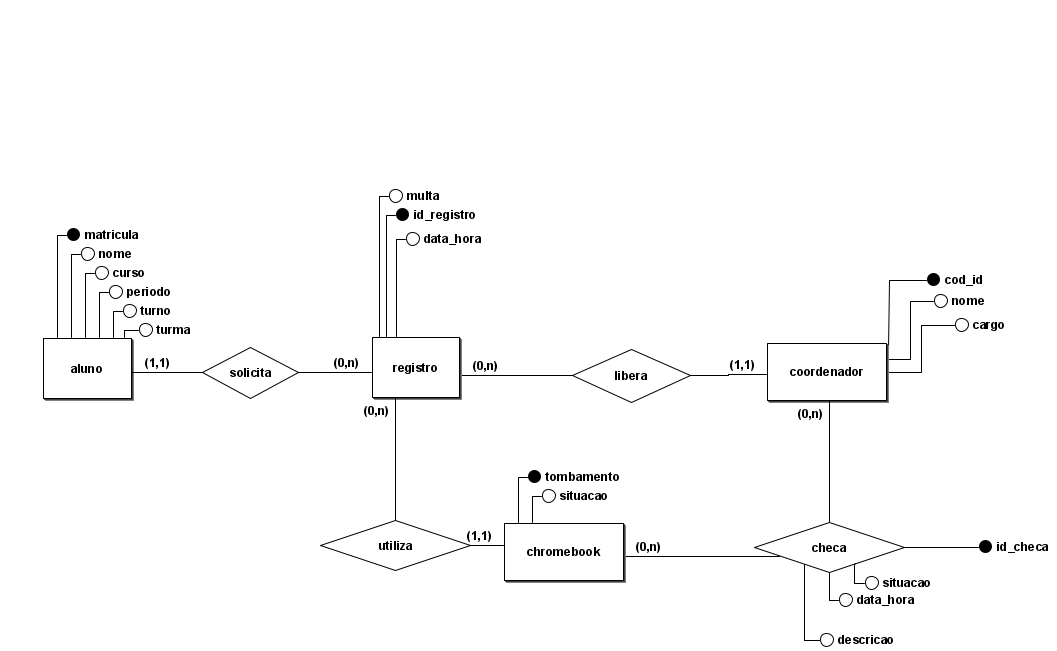 multa
id_registro
data_hora
matricula
nome
curso
periodo
turno
turma
cod_id
nome
cargo
aluno
(1,1)
solicita
(0,n)
registro
(0,n)
libera
(1,1)
coordenador
(0,n)
(0,n)
tombamento
situacao
utiliza
(1,1)
chromebook
(0,n)
checa
id_checa
situacao
data_hora
descricao